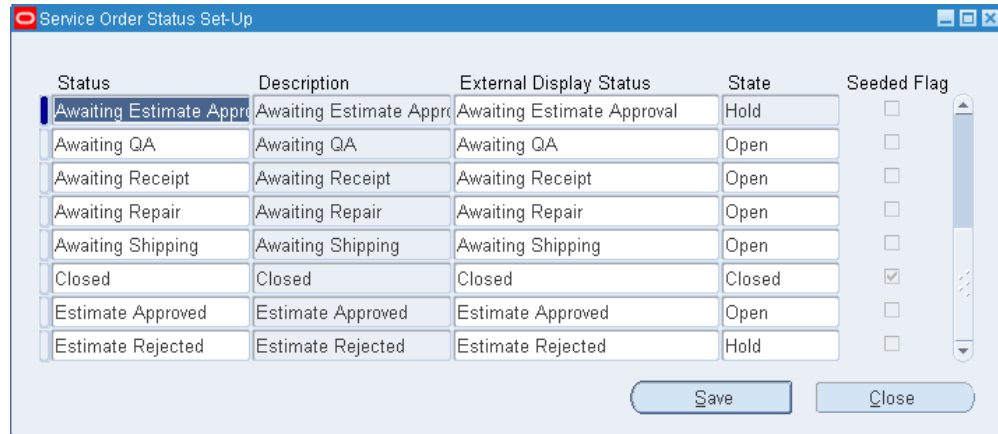 Service Order Status Set-Up
Status Description External Display Status State Seeded Flag
Awaiting Estimate Appr Awaiting Estimate Appr Awaiting Estimate Approval Hold
Awaiting QA Awaiting QA Awaiting QA Open
Awaiting Receipt Awaiting Receipt Awaiting Receipt Open
Awaiting Repair Awaiting Repair Awaiting Repair Open
Awaiting Shipping Awaiting Shipping Awaiting Shipping Open
Closed Closed Closed Closed
Estimate Approved Estimate Approved Estimate Approved Open
Estimate Rejected Estimate Rejected Estimate Rejected Hold
Save Close